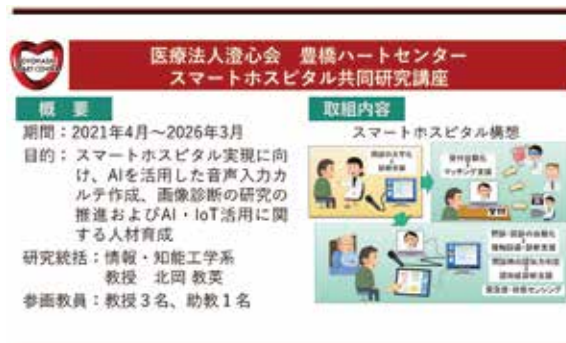 医療法人澄心会　豊橋ハートセンター
スマートホスピタル共同研究講座
概　要
期間：2021年4月～2026年3月
目的： スマートホスピタル実現に向
け、AIを活用した音声入力カ
ルテ作成、画像診断の研究の
推進およびAI・IoT活用に関
する人材育成
研究統括：情報・知能工学系
教授　北岡 教英
参画教員：教授３名、助教１名
取組内容
スマートホスピタル構想
受付